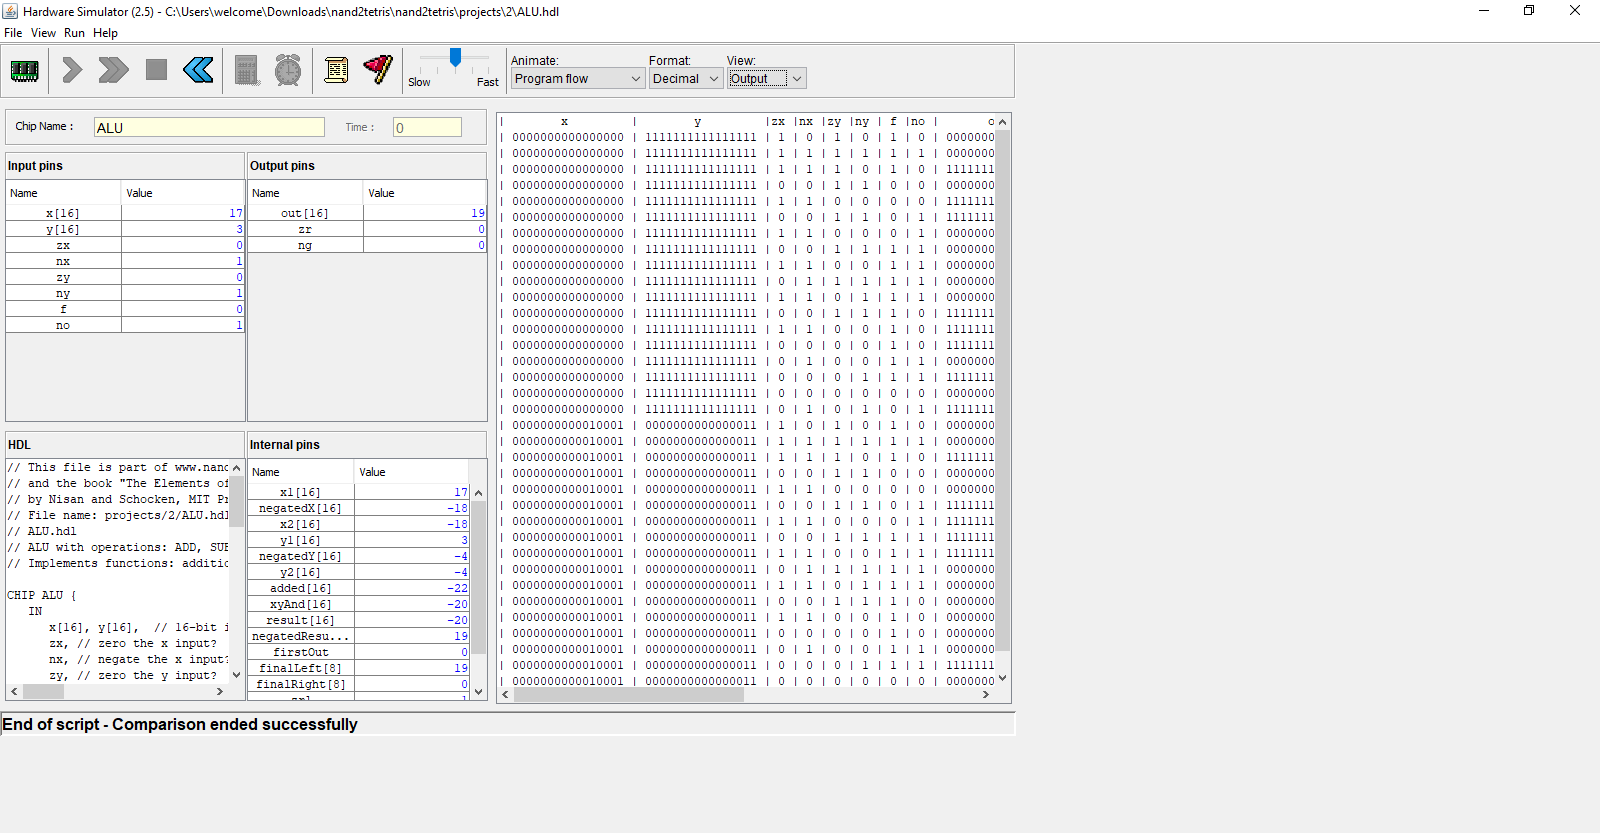 Hardware Simulator (2.5) - C:\Users\welcome\Downloads\nand2tetris\nand2tetris\projects\2\ALU.hdl
File View Run Help
Slow Fast
Animate: Format: View:
Program flow Decimal Output
Chip Name : ALU Time : 0
Input pins
Name Value
x[16] 17
y[16] 3
zx 0
nx 1
zy 0
ny 1
f 0
no 1
Output pins
Name Value
out[16] 19
zr 0
ng 0
HDL
// This file is part of www.nand
// and the book "The Elements of
// by Nisan and Schocken, MIT Pr
// File name: projects/2/ALU.hdl
// ALU.hdl
// ALU with operations: ADD, SUB
// Implements functions: additio
CHIP ALU {
IN
x[16], y[16], // 16-bit i
zx, // zero the x input?
nx, // negate the x input?
zy, // zero the y input?
Internal pins
Name Value
x1[16] 17
negatedX[16] -18
x2[16] -18
y1[16] 3
negatedY[16] -4
y2[16] -4
added[16] -22
xyAnd[16] -20
result[16] -20
negatedResu... 19
firstOut 0
finalLeft[8] 19
finalRight[8] 0
| x | y |zx |nx |zy |ny | f |no | o
| 0000000000000000 | 1111111111111111 | 1 | 0 | 1 | 0 | 1 | 0 | 0000000
| 0000000000000000 | 1111111111111111 | 1 | 1 | 1 | 1 | 1 | 1 | 0000000
| 0000000000000000 | 1111111111111111 | 1 | 1 | 1 | 0 | 1 | 0 | 1111111
| 0000000000000000 | 1111111111111111 | 0 | 0 | 1 | 1 | 0 | 0 | 0000000
| 0000000000000000 | 1111111111111111 | 1 | 1 | 0 | 0 | 0 | 0 | 1111111
| 0000000000000000 | 1111111111111111 | 0 | 0 | 1 | 1 | 0 | 1 | 1111111
| 0000000000000000 | 1111111111111111 | 1 | 1 | 0 | 0 | 0 | 1 | 0000000
| 0000000000000000 | 1111111111111111 | 0 | 0 | 1 | 1 | 1 | 1 | 0000000
| 0000000000000000 | 1111111111111111 | 1 | 1 | 0 | 0 | 1 | 1 | 0000000
| 0000000000000000 | 1111111111111111 | 0 | 1 | 1 | 1 | 1 | 1 | 0000000
| 0000000000000000 | 1111111111111111 | 1 | 1 | 0 | 1 | 1 | 1 | 0000000
| 0000000000000000 | 1111111111111111 | 0 | 0 | 1 | 1 | 1 | 0 | 1111111
| 0000000000000000 | 1111111111111111 | 1 | 1 | 0 | 0 | 1 | 0 | 1111111
| 0000000000000000 | 1111111111111111 | 0 | 0 | 0 | 0 | 1 | 0 | 1111111
| 0000000000000000 | 1111111111111111 | 0 | 1 | 0 | 0 | 1 | 1 | 0000000
| 0000000000000000 | 1111111111111111 | 0 | 0 | 0 | 1 | 1 | 1 | 1111111
| 0000000000000000 | 1111111111111111 | 0 | 0 | 0 | 0 | 0 | 0 | 0000000
| 0000000000000000 | 1111111111111111 | 0 | 1 | 0 | 1 | 0 | 1 | 1111111
| 0000000000010001 | 0000000000000011 | 1 | 0 | 1 | 0 | 1 | 0 | 0000000
| 0000000000010001 | 0000000000000011 | 1 | 1 | 1 | 1 | 1 | 1 | 0000000
| 0000000000010001 | 0000000000000011 | 1 | 1 | 1 | 0 | 1 | 0 | 1111111
| 0000000000010001 | 0000000000000011 | 0 | 0 | 1 | 1 | 0 | 0 | 0000000
| 0000000000010001 | 0000000000000011 | 1 | 1 | 0 | 0 | 0 | 0 | 0000000
| 0000000000010001 | 0000000000000011 | 0 | 0 | 1 | 1 | 0 | 1 | 1111111
| 0000000000010001 | 0000000000000011 | 1 | 1 | 0 | 0 | 0 | 1 | 1111111
| 0000000000010001 | 0000000000000011 | 0 | 0 | 1 | 1 | 1 | 1 | 1111111
| 0000000000010001 | 0000000000000011 | 1 | 1 | 0 | 0 | 1 | 1 | 1111111
| 0000000000010001 | 0000000000000011 | 0 | 1 | 1 | 1 | 1 | 1 | 0000000
| 0000000000010001 | 0000000000000011 | 1 | 1 | 0 | 1 | 1 | 1 | 0000000
| 0000000000010001 | 0000000000000011 | 0 | 0 | 1 | 1 | 1 | 0 | 0000000
| 0000000000010001 | 0000000000000011 | 1 | 1 | 0 | 0 | 1 | 0 | 0000000
| 0000000000010001 | 0000000000000011 | 0 | 0 | 0 | 0 | 1 | 0 | 0000000
| 0000000000010001 | 0000000000000011 | 0 | 1 | 0 | 0 | 1 | 1 | 0000000
| 0000000000010001 | 0000000000000011 | 0 | 0 | 0 | 1 | 1 | 1 | 1111111
| 0000000000010001 | 0000000000000011 | 0 | 0 | 0 | 0 | 0 | 0 | 0000000
End of script - Comparison ended successfully